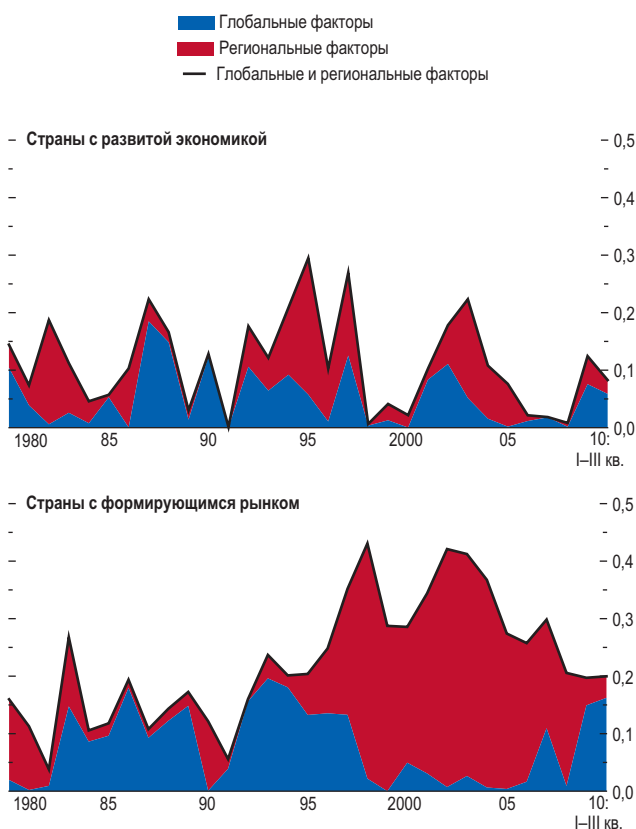 Глобальные факторы
Региональные факторы
Глобальные и региональные факторы
Страны с развитой экономикой
0,5
0,4
0,3
0,2
0,1
0,0
1980 85 90 95 2000 05 10:
I–III кв.
Страны с формирующимся рынком
0,5
0,4
0,3
0,2
0,1
0,0
1980 85 90 95 2000 05 10:
I–III кв.